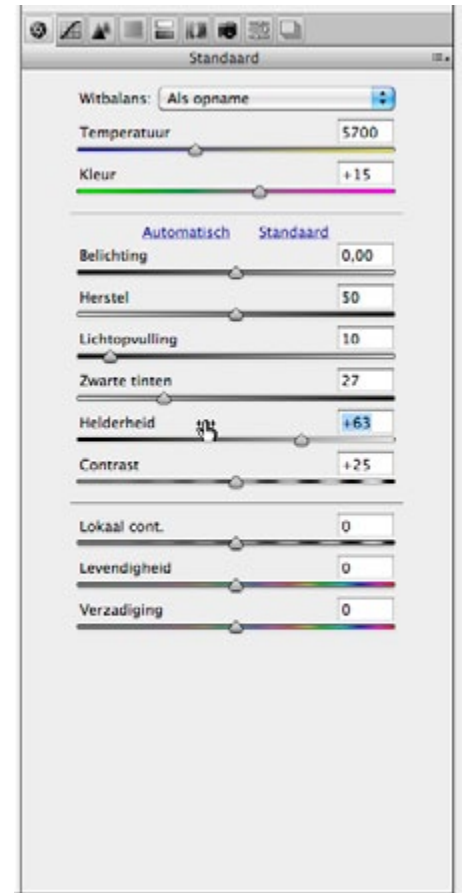 Standaard
Witbalans: Als opname
Temperatuur 5700
Kleur +15
Automatisch Standaard
Belichting 0,00
Herstel 50
Lichtopvulling 10
Zwarte tinten 27
Helderheid +63
Contrast +25
Lokaal cont. 0
Levendigheid 0
Verzadiging 0